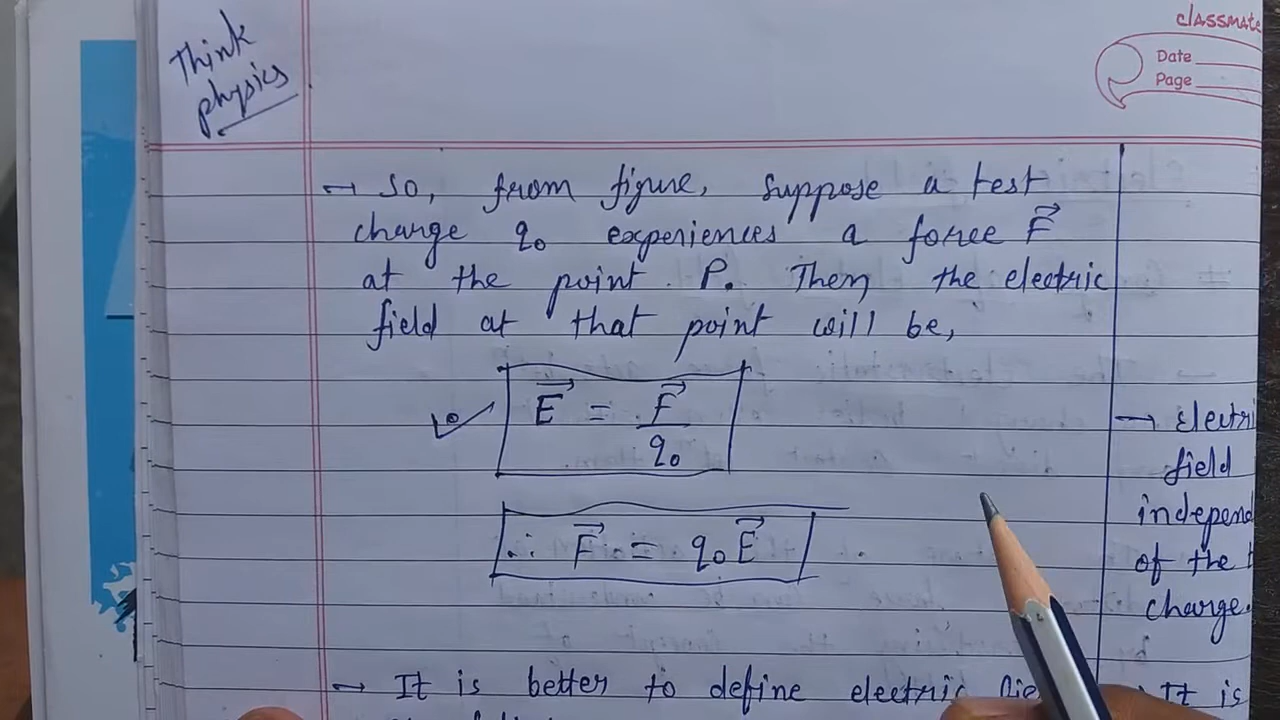 Think
physics
classmate
Date
Page
→ So, from figure, suppose a test
charge q₀ experiences a force F⃗
at the point P. Then, the electric
field at that point will be,
E⃗ = F⃗/q₀
∴ F⃗ = q₀E⃗
→ electri
field
independ
of the
charge.
→ It is better to define electric
→ It is